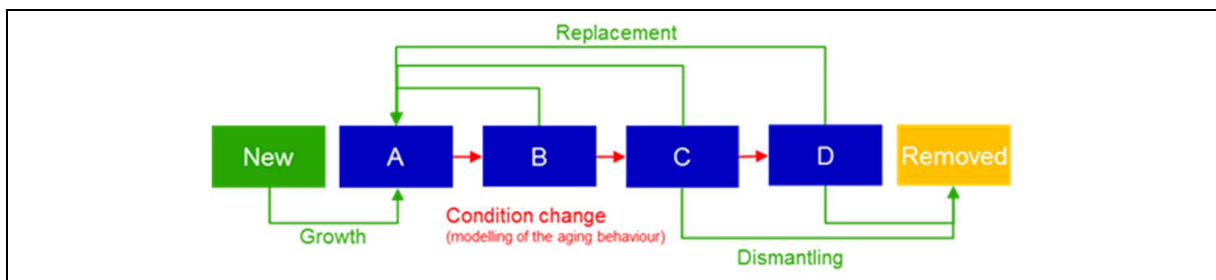 Replacement
New
A
B
C
D
Removed
Condition change
(modelling of the aging behaviour)
Growth
Dismantling